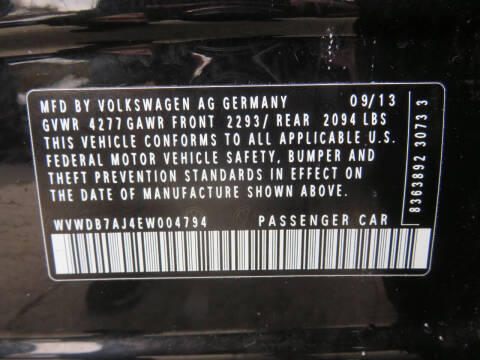 MFD BY VOLKSWAGEN AG GERMANY 09/13
GVWR 4277 GAWR FRONT 2293/ REAR 2094 LBS
THIS VEHICLE CONFORMS TO ALL APPLICABLE U.S.
FEDERAL MOTOR VEHICLE SAFETY, BUMPER AND
THEFT PREVENTION STANDARDS IN EFFECT ON
THE DATE OF MANUFACTURE SHOWN ABOVE.
WVWDB7AJ4EW004794 PASSENGER CAR
8363892 3073 3